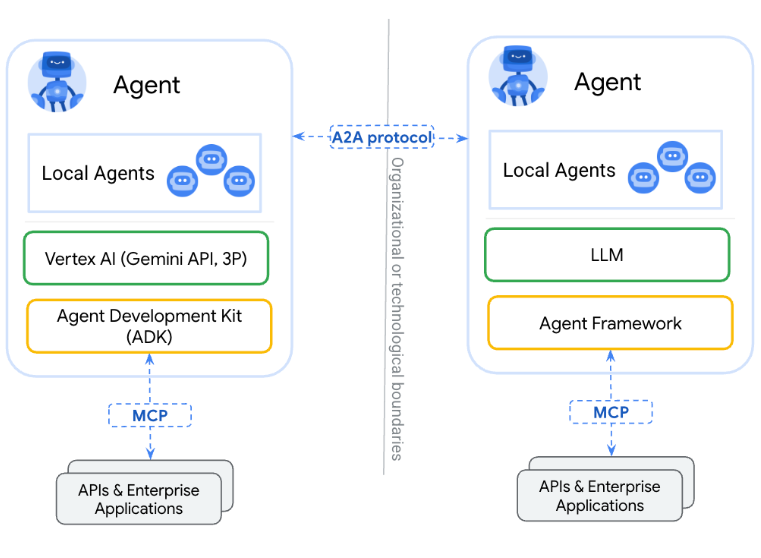 Agent
Local Agents
Vertex AI (Gemini API, 3P)
Agent Development Kit
(ADK)
MCP
APIs & Enterprise
Applications
A2A protocol
Organizational or technological boundaries
Agent
Local Agents
LLM
Agent Framework
MCP
APIs & Enterprise
Applications